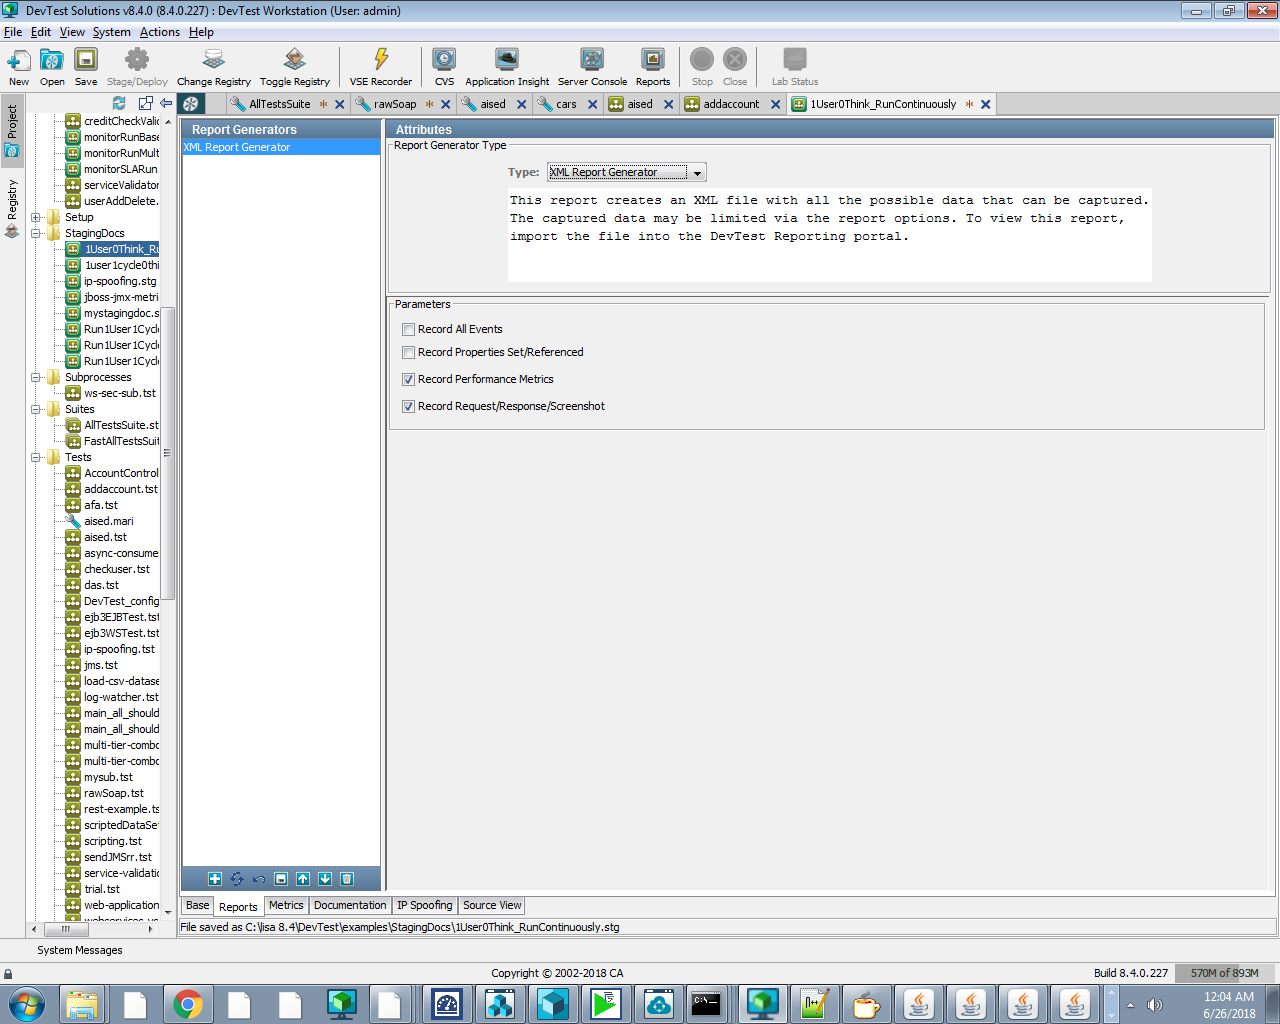 DevTest Solutions v8.4.0 (8.4.0.227) : DevTest Workstation (User: admin)
File Edit View System Actions Help
New Open Save Stage/Deploy Change Registry Toggle Registry VSE Recorder CVS Application Insight Server Console Reports Stop Close Lab Status
AllTestsSuite rawSoap aised cars aised addaccount 1User0Think_RunContinuously
Project
Registry
creditCheckValid
monitorRunBase
monitorRunMult
monitorSLARun.
serviceValidator
userAddDelete.
Setup
StagingDocs
1User0Think_Ru
1user1cycle0thi
ip-spoofing.stg
jboss-jmx-metri
mystagingdoc.s
Run1User1Cycl
Run1User1Cycl
Run1User1Cycl
Subprocesses
ws-sec-sub.tst
Suites
AllTestsSuite.st
FastAllTestsSuit
Tests
AccountControl
addaccount.tst
afa.tst
aised.mari
aised.tst
async-consume
checkuser.tst
das.tst
DevTest_config
ejb3EJBTest.tst
ejb3WSTest.tst
ip-spoofing.tst
jms.tst
load-csv-datase
log-watcher.tst
main_all_should
main_all_should
multi-tier-combo
multi-tier-combo
mysub.tst
rawSoap.tst
rest-example.ts
scriptedDataSe
scripting.tst
sendJMSrr.tst
service-validatio
trial.tst
web-application
Report Generators
XML Report Generator
Attributes
Report Generator Type
Type: XML Report Generator
This report creates an XML file with all the possible data that can be captured.
The captured data may be limited via the report options. To view this report,
import the file into the DevTest Reporting portal.
Parameters
Record All Events
Record Properties Set/Referenced
Record Performance Metrics
Record Request/Response/Screenshot
Base Reports Metrics Documentation IP Spoofing Source View
File saved as C:\lisa 8.4\DevTest\examples\StagingDocs\1User0Think_RunContinuously.stg
System Messages
Copyright © 2002-2018 CA
Build 8.4.0.227
570M of 893M
12:04 AM
6/26/2018